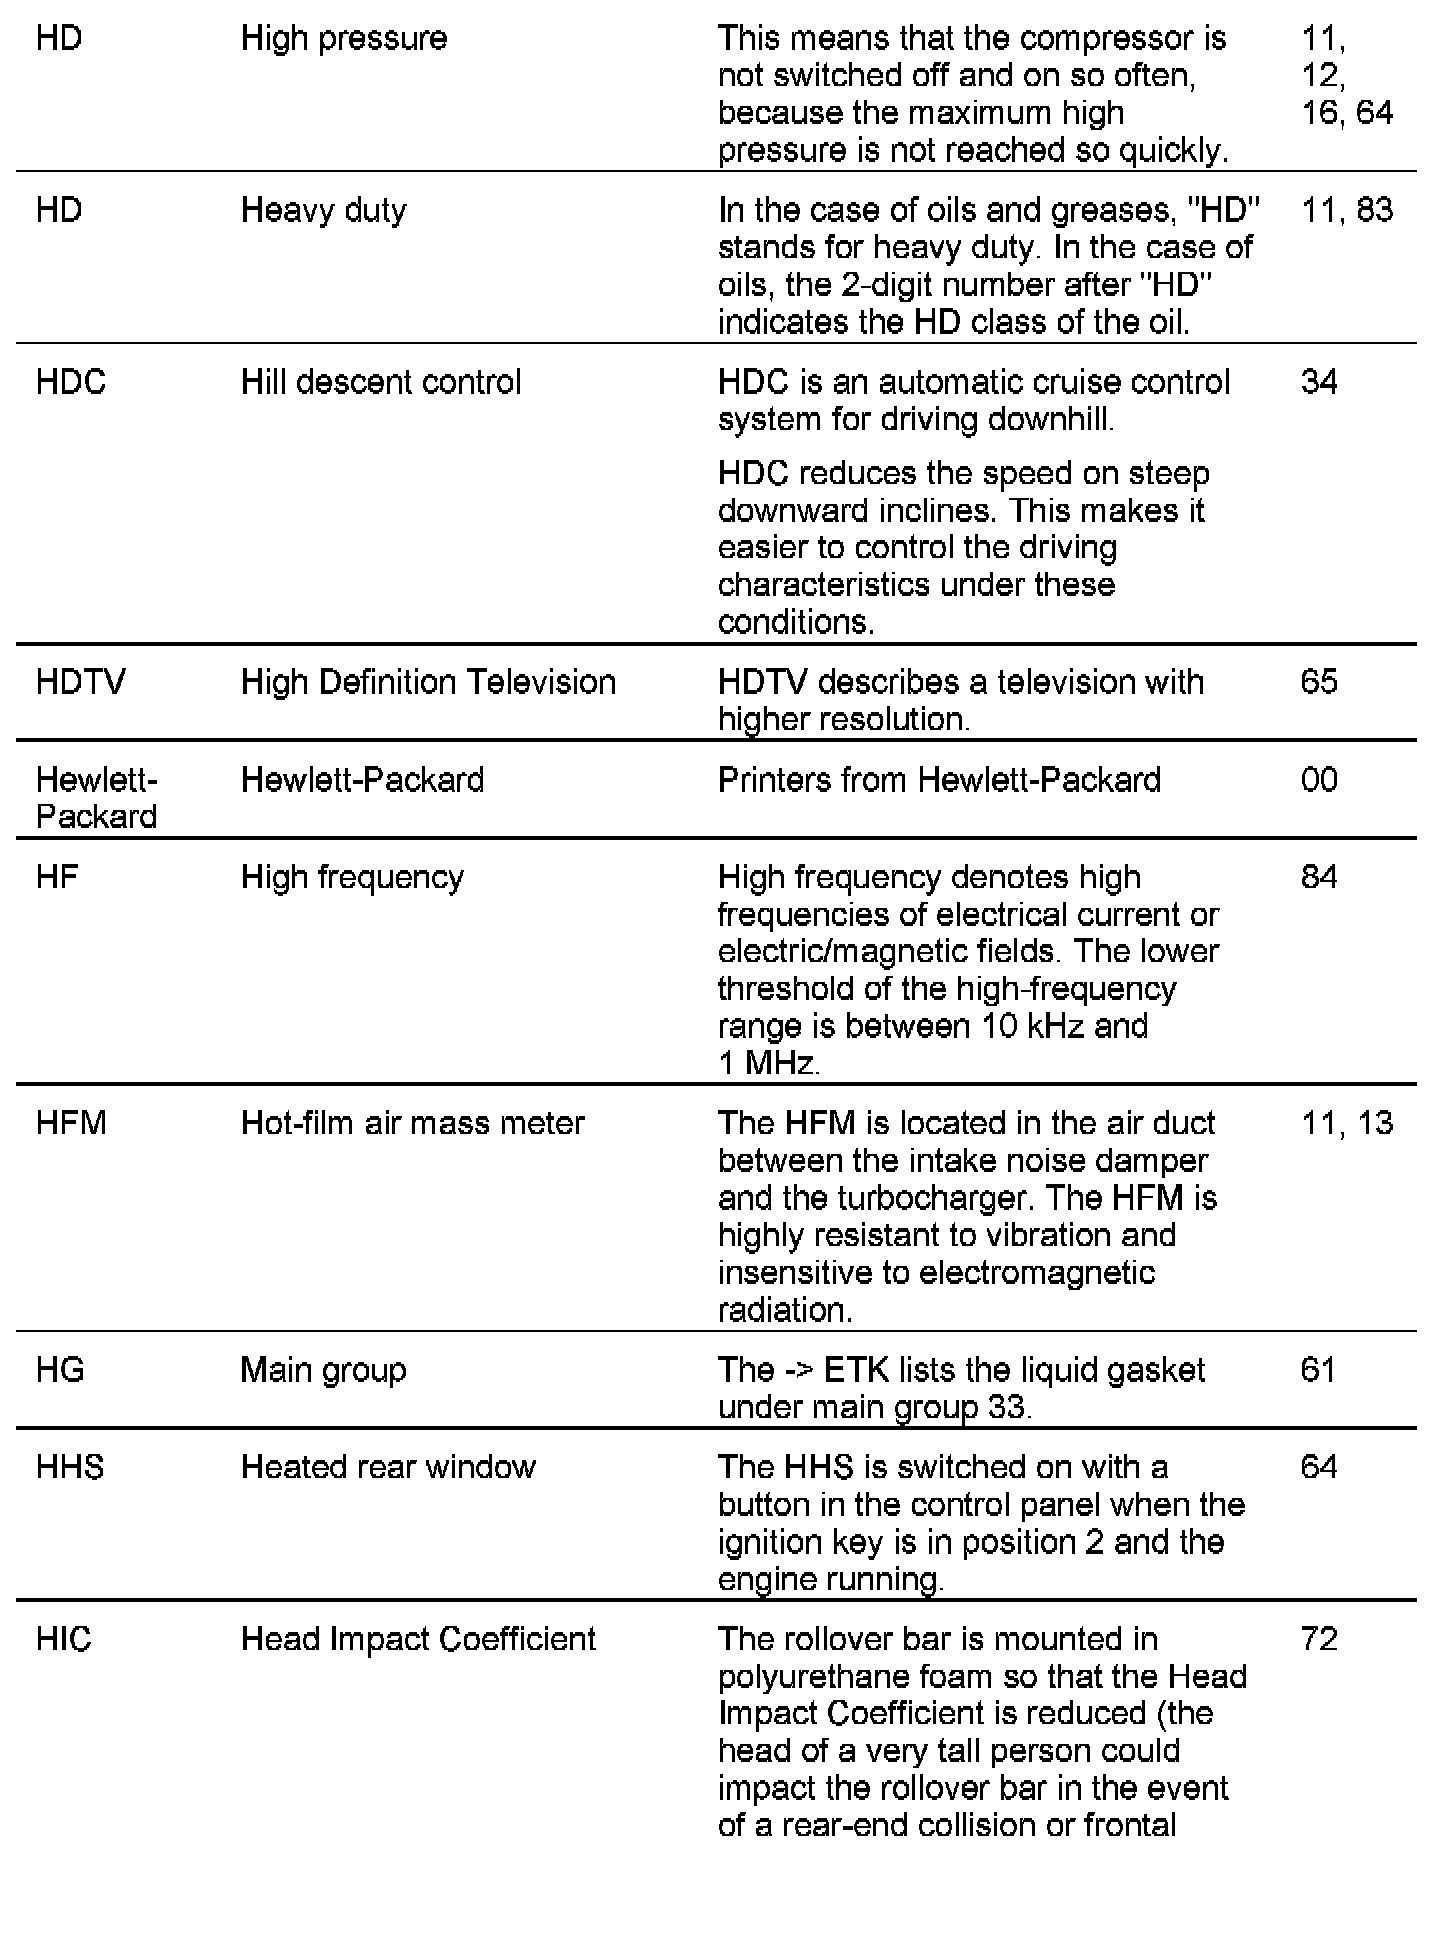 HD High pressure This means that the compressor is 11,
not switched off and on so often, 12,
because the maximum high 16, 64
pressure is not reached so quickly.
HD Heavy duty In the case of oils and greases, "HD" 11, 83
stands for heavy duty. In the case of
oils, the 2-digit number after "HD"
indicates the HD class of the oil.
HDC Hill descent control HDC is an automatic cruise control 34
system for driving downhill.
HDC reduces the speed on steep
downward inclines. This makes it
easier to control the driving
characteristics under these
conditions.
HDTV High Definition Television HDTV describes a television with 65
higher resolution.
Hewlett- Hewlett-Packard Printers from Hewlett-Packard 00
Packard
HF High frequency High frequency denotes high 84
frequencies of electrical current or
electric/magnetic fields. The lower
threshold of the high-frequency
range is between 10 kHz and
1 MHz.
HFM Hot-film air mass meter The HFM is located in the air duct 11, 13
between the intake noise damper
and the turbocharger. The HFM is
highly resistant to vibration and
insensitive to electromagnetic
radiation.
HG Main group The -> ETK lists the liquid gasket 61
under main group 33.
HHS Heated rear window The HHS is switched on with a 64
button in the control panel when the
ignition key is in position 2 and the
engine running.
HIC Head Impact Coefficient The rollover bar is mounted in 72
polyurethane foam so that the Head
Impact Coefficient is reduced (the
head of a very tall person could
impact the rollover bar in the event
of a rear-end collision or frontal